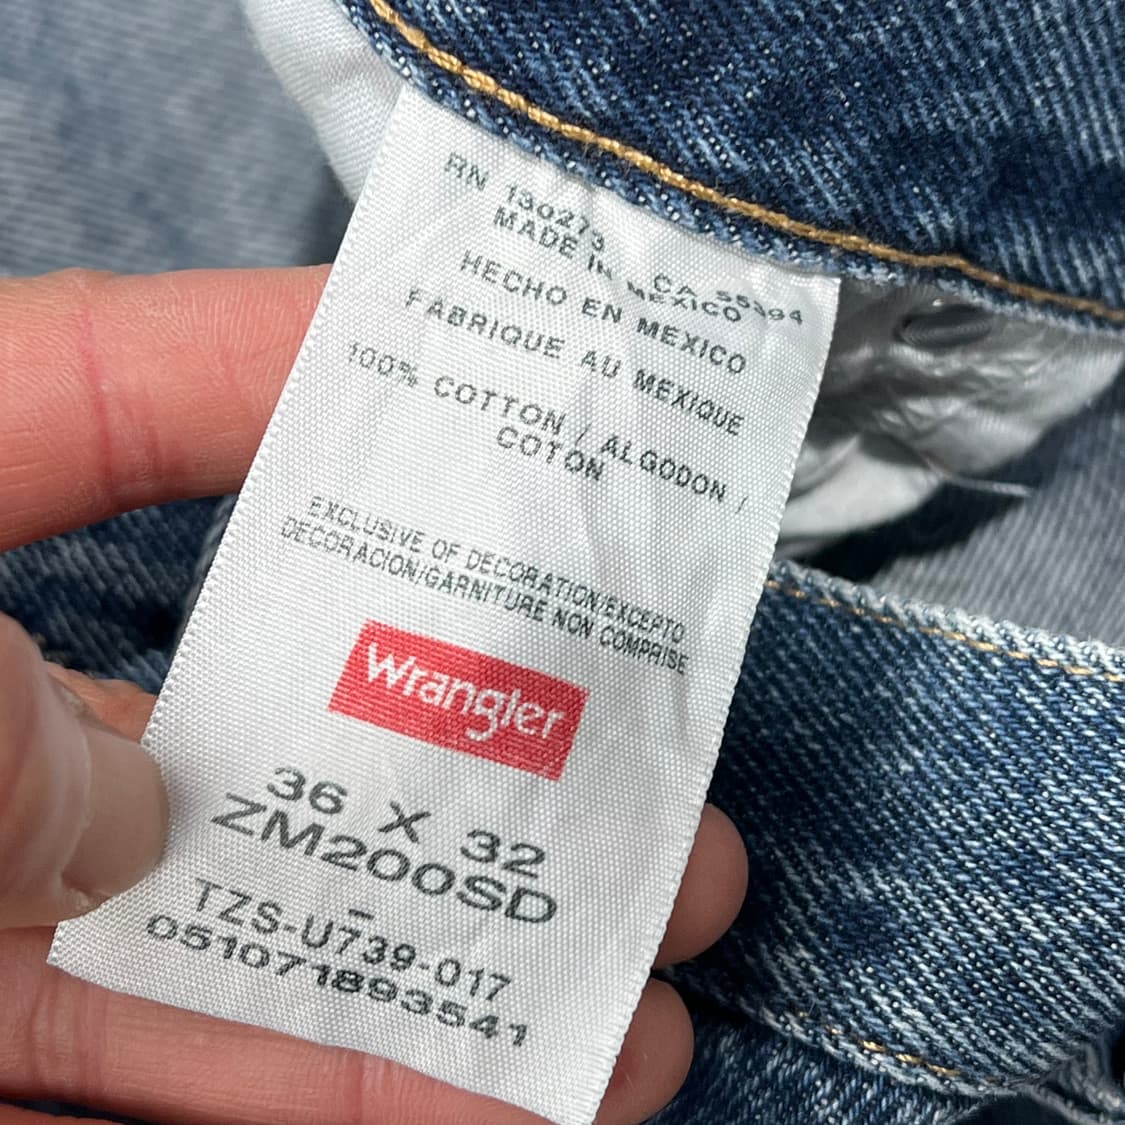 RN 130273 CA 55394
MADE IN MEXICO
HECHO EN MEXICO
FABRIQUE AU MEXIQUE
100% COTTON / ALGODON /
COTON
EXCLUSIVE OF DECORATION/EXCEPTO
DECORACION/GARNITURE NON COMPRISE
Wrangler
36 X 32
ZM200SD
TZS-U739-017
051071893541